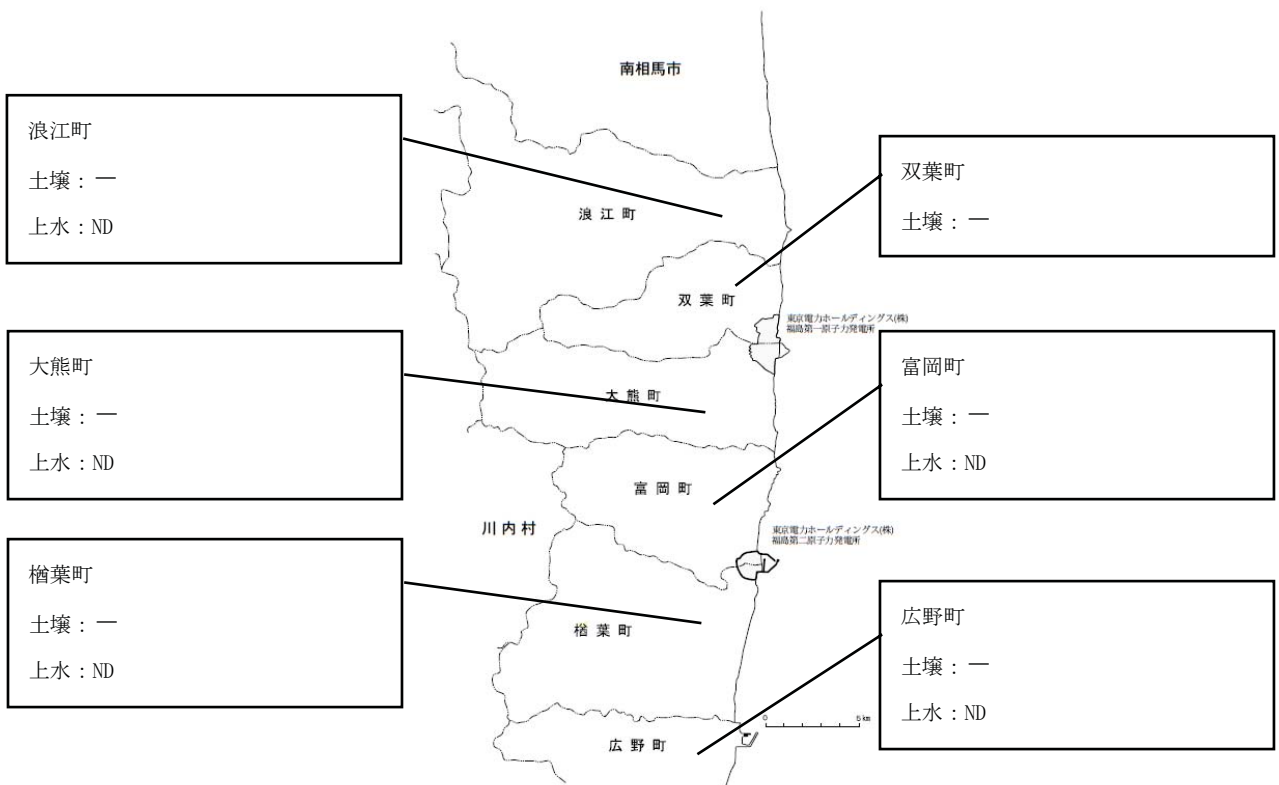 南相馬市
浪江町
土壌：―
上水：ND
双葉町
土壌：―
浪江町
双葉町
東京電力ホールディングス(株)
福島第一原子力発電所
大熊町
土壌：―
上水：ND
富岡町
土壌：―
上水：ND
大熊町
富岡町
川内村
東京電力ホールディングス(株)
福島第二原子力発電所
楢葉町
土壌：―
上水：ND
広野町
土壌：―
上水：ND
楢葉町
0 5km
広野町